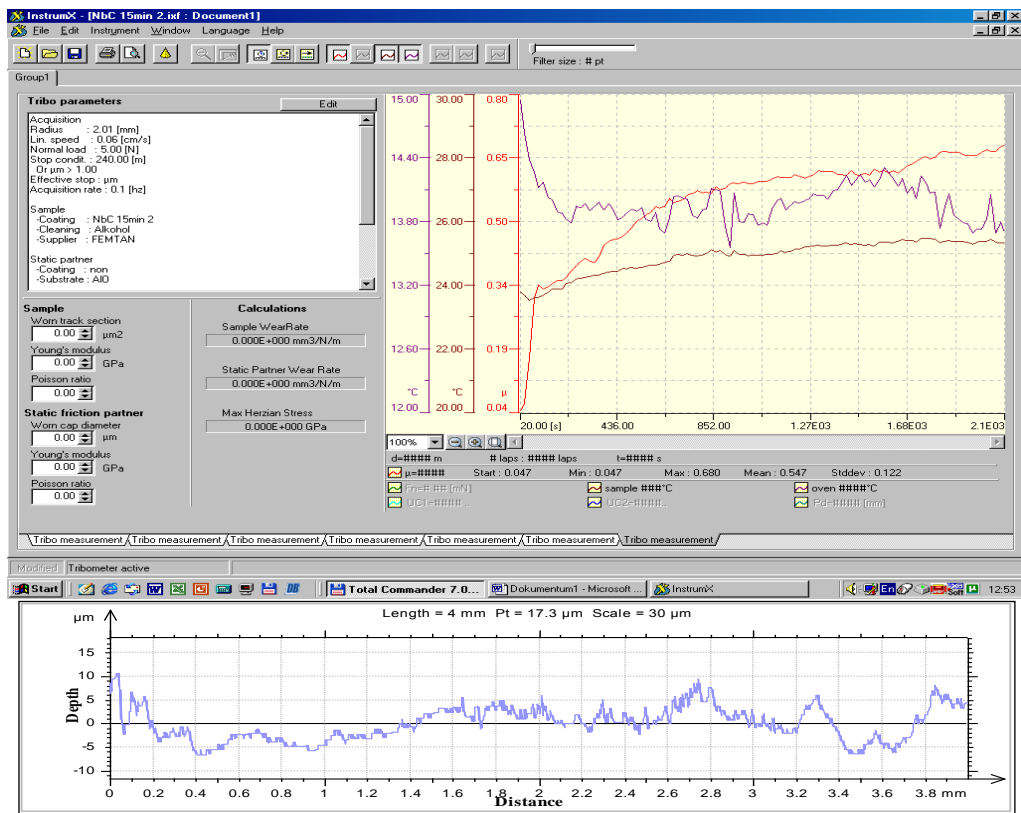 InstrumX - [NbC 15min 2.ixf : Document1]
File Edit Instrument Window Language Help
Filter size : # pt
Group1
Tribo parameters
Edit
Acquisition
Radius : 2.01 [mm]
Lin. speed : 0.06 [cm/s]
Normal load : 5.00 [N]
Stop condit. : 240.00 [m]
Or µm > 1.00
Effective stop : µm
Acquisition rate : 0.1 [hz]
Sample
-Coating : NbC 15min 2
-Cleaning : Alkohol
-Supplier : FEMTAN
Static partner
-Coating : non
-Substrate : AlO
Sample
Worn track section
0.00 µm2
Young's modulus
0.00 GPa
Poisson ratio
0.00
Static friction partner
Worn cap diameter
0.00 µm
Young's modulus
0.00 GPa
Poisson ratio
0.00
Calculations
Sample WearRate
0.000E+000 mm3/N/m
Static Partner Wear Rate
0.000E+000 mm3/N/m
Max Herzian Stress
0.000E+000 GPa
15.00 30.00 0.80
14.40 28.00 0.65
13.80 26.00 0.50
13.20 24.00 0.34
12.60 22.00 0.19
°C °C µ
12.00 20.00 0.04
20.00 [s] 436.00 852.00 1.27E03 1.68E03 2.1E03
100%
d=#### m # laps : #### laps t=#### s
µ=#### Start : 0.047 Min : 0.047 Max : 0.680 Mean : 0.547 Stddev : 0.122
Fn=# ## [mN] sample ###°C oven ####°C
UC1=####.. UC2=####.. Pd=#### [mm]
Tribo measurement Tribo measurement Tribo measurement Tribo measurement Tribo measurement Tribo measurement Tribo measurement
Modified Tribometer active
Start Total Commander 7.0... Dokumentum1 - Microsoft ... InstrumX En 12:53
Length = 4 mm Pt = 17.3 µm Scale = 30 µm
µm
15
10
5
0
-5
-10
Depth
0 0.2 0.4 0.6 0.8 1 1.2 1.4 1.6 1.8 2 2.2 2.4 2.6 2.8 3 3.2 3.4 3.6 3.8 mm
Distance